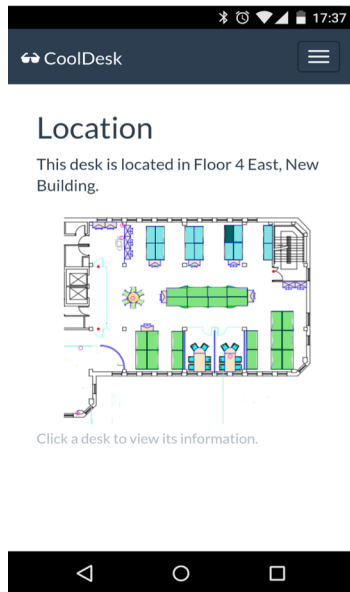 17:37
CoolDesk
Location
This desk is located in Floor 4 East, New
Building.
Click a desk to view its information.